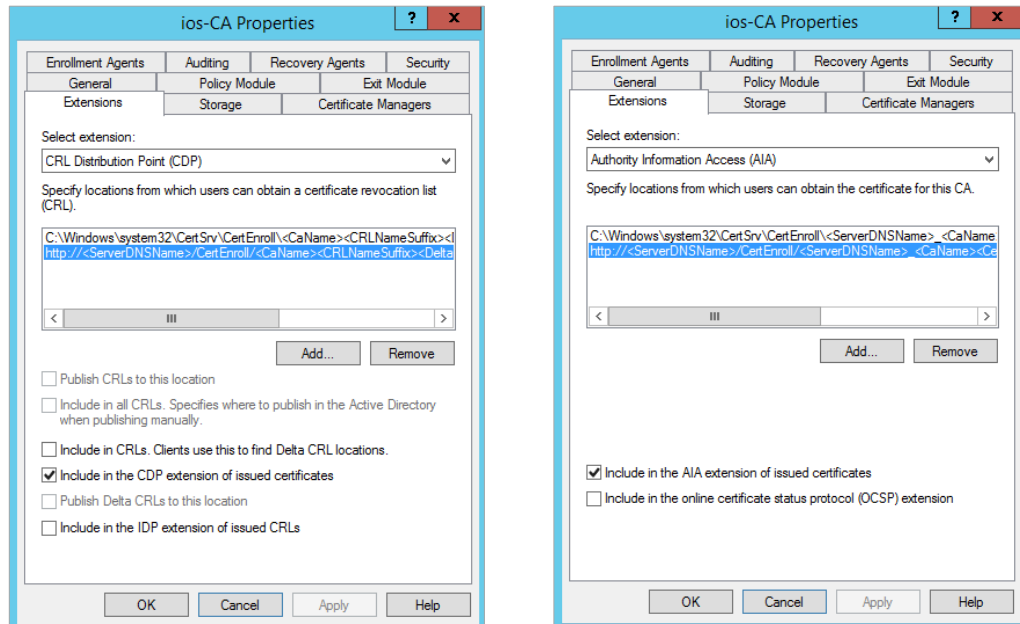 ios-CA Properties
?
x
Enrollment Agents
Auditing
Recovery Agents
Security
General
Policy Module
Exit Module
Extensions
Storage
Certificate Managers
Select extension:
CRL Distribution Point (CDP)
Specify locations from which users can obtain a certificate revocation list
(CRL).
C:\Windows\system32\CertSrv\CertEnroll\<CaName><CRLNameSuffix><
http://<ServerDNSName>/CertEnroll/<CaName><CRLNameSuffix><Delta
Add...
Remove
Publish CRLs to this location
Include in all CRLs. Specifies where to publish in the Active Directory
when publishing manually.
Include in CRLs. Clients use this to find Delta CRL locations.
Include in the CDP extension of issued certificates
Publish Delta CRLs to this location
Include in the IDP extension of issued CRLs
OK
Cancel
Apply
Help
ios-CA Properties
?
x
Enrollment Agents
Auditing
Recovery Agents
Security
General
Policy Module
Exit Module
Extensions
Storage
Certificate Managers
Select extension:
Authority Information Access (AIA)
Specify locations from which users can obtain the certificate for this CA.
C:\Windows\system32\CertSrv\CertEnroll\<ServerDNSName>_<CaName
http://<ServerDNSName>/CertEnroll/<ServerDNSName>_<CaName><Ce
Add...
Remove
Include in the AIA extension of issued certificates
Include in the online certificate status protocol (OCSP) extension
OK
Cancel
Apply
Help